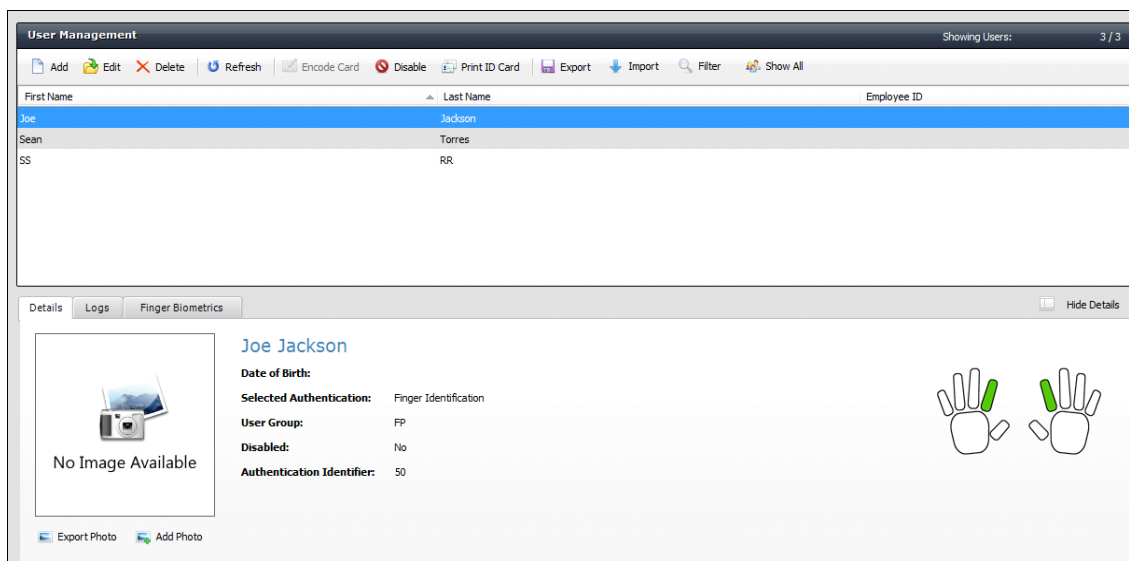 User Management Showing Users: 3 / 3
Add Edit Delete Refresh Encode Card Disable Print ID Card Export Import Filter Show All
First Name Last Name Employee ID
Joe Jackson
Sean Torres
SS RR
Details Logs Finger Biometrics Hide Details
Joe Jackson
Date of Birth:
Selected Authentication: Finger Identification
User Group: FP
Disabled: No
Authentication Identifier: 50
No Image Available
Export Photo Add Photo